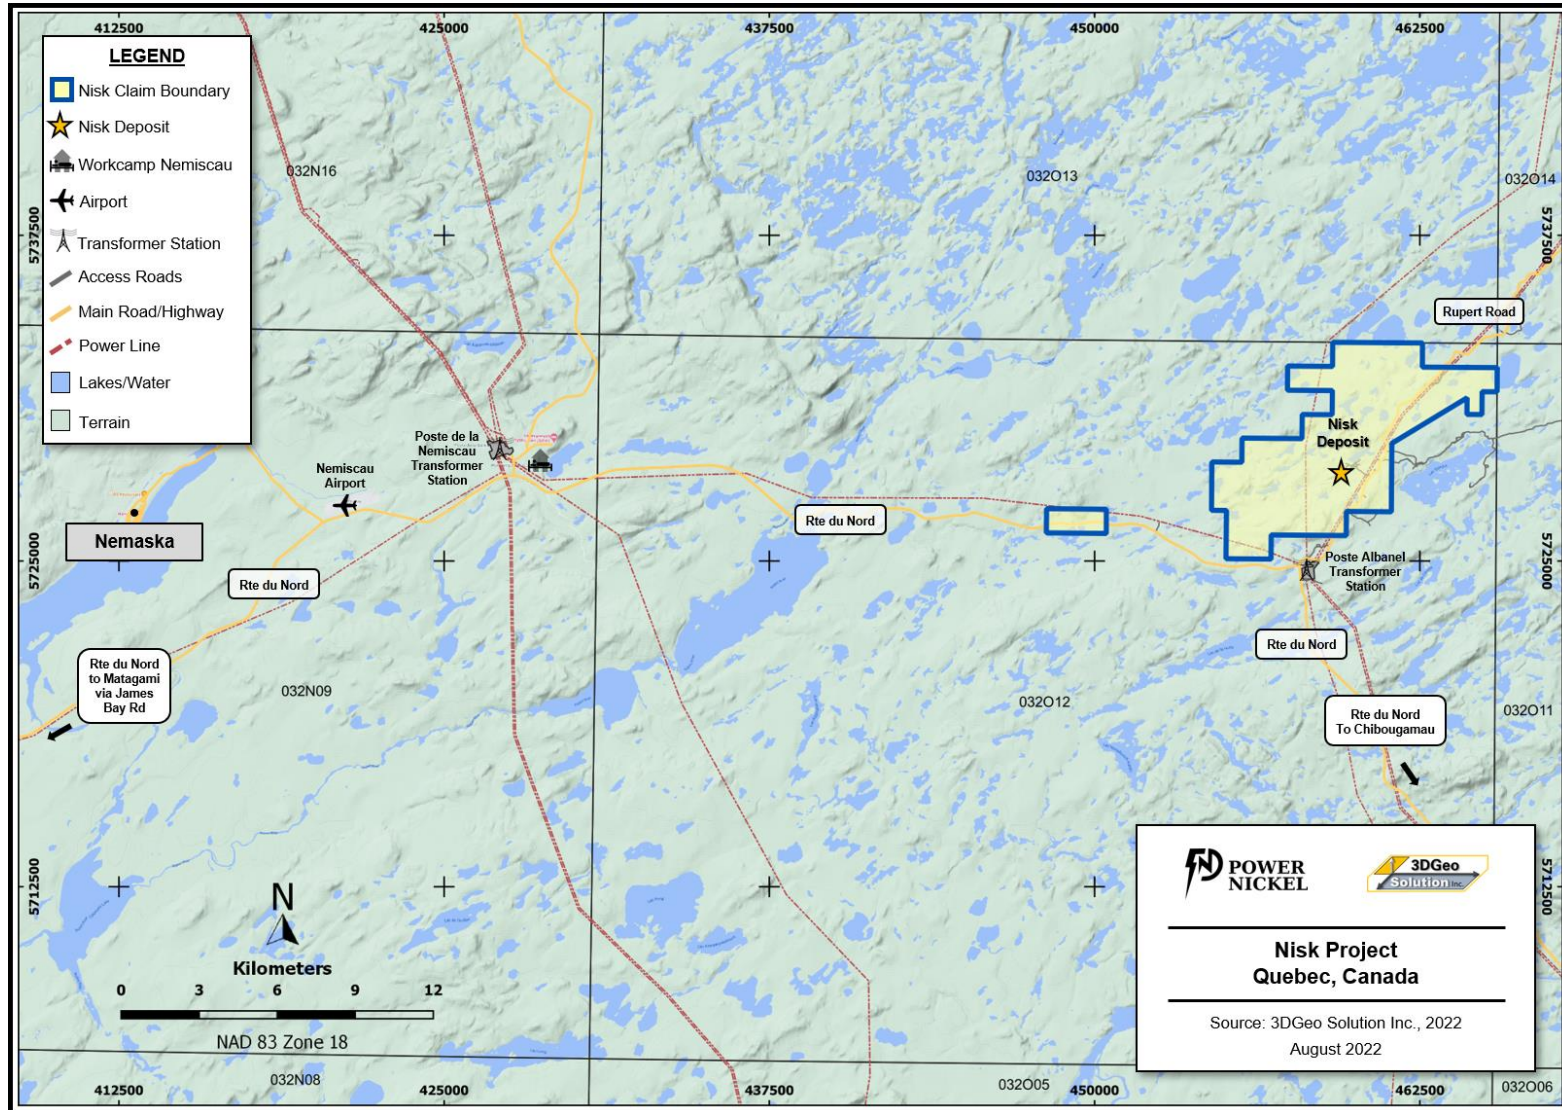 412500
425000
437500
450000
462500
LEGEND
Nisk Claim Boundary
Nisk Deposit
Workcamp Nemiscau
Airport
Transformer Station
Access Roads
Main Road/Highway
Power Line
Lakes/Water
Terrain
032N16
032O13
032O14
5737500
5737500
Rupert Road
Nisk
Deposit
Poste de la
Nemiscau
Transformer
Station
Nemiscau
Airport
Nemaska
Rte du Nord
Rte du Nord
5725000
5725000
Poste Albanel
Transformer
Station
Rte du Nord
Rte du Nord
to Matagami
via James
Bay Rd
032N09
032O12
032O11
Rte du Nord
To Chibougamau
5712500
5712500
N
Kilometers
0 3 6 9 12
NAD 83 Zone 18
POWER
NICKEL
3DGeo
Solution Inc.
Nisk Project
Quebec, Canada
Source: 3DGeo Solution Inc., 2022
August 2022
032N08
032O05
032O06
412500
425000
437500
450000
462500